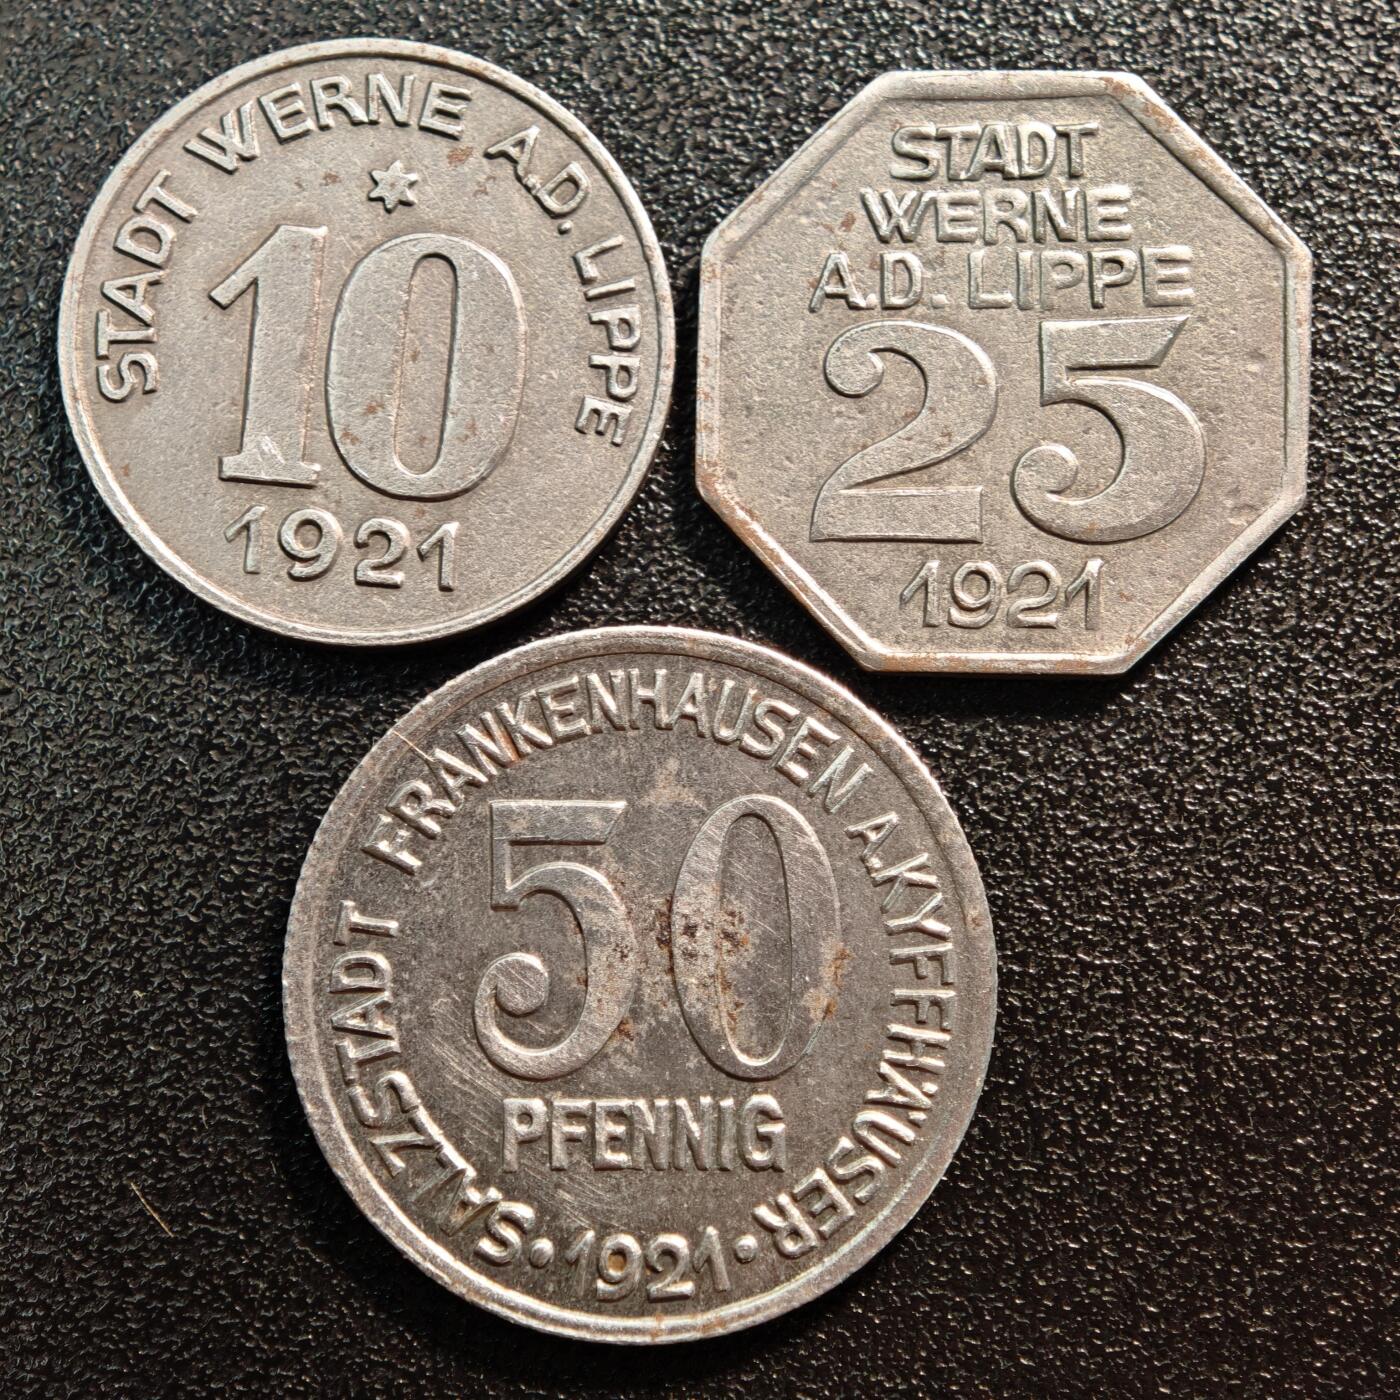 STADT WERNE A.D. LIPPE
10
1921
STADT
WERNE
A.D. LIPPE
25
1921
SALZSTADT FRANKENHAUSEN A. KYFFHÄUSER
50
PFENNIG
• 1921 •